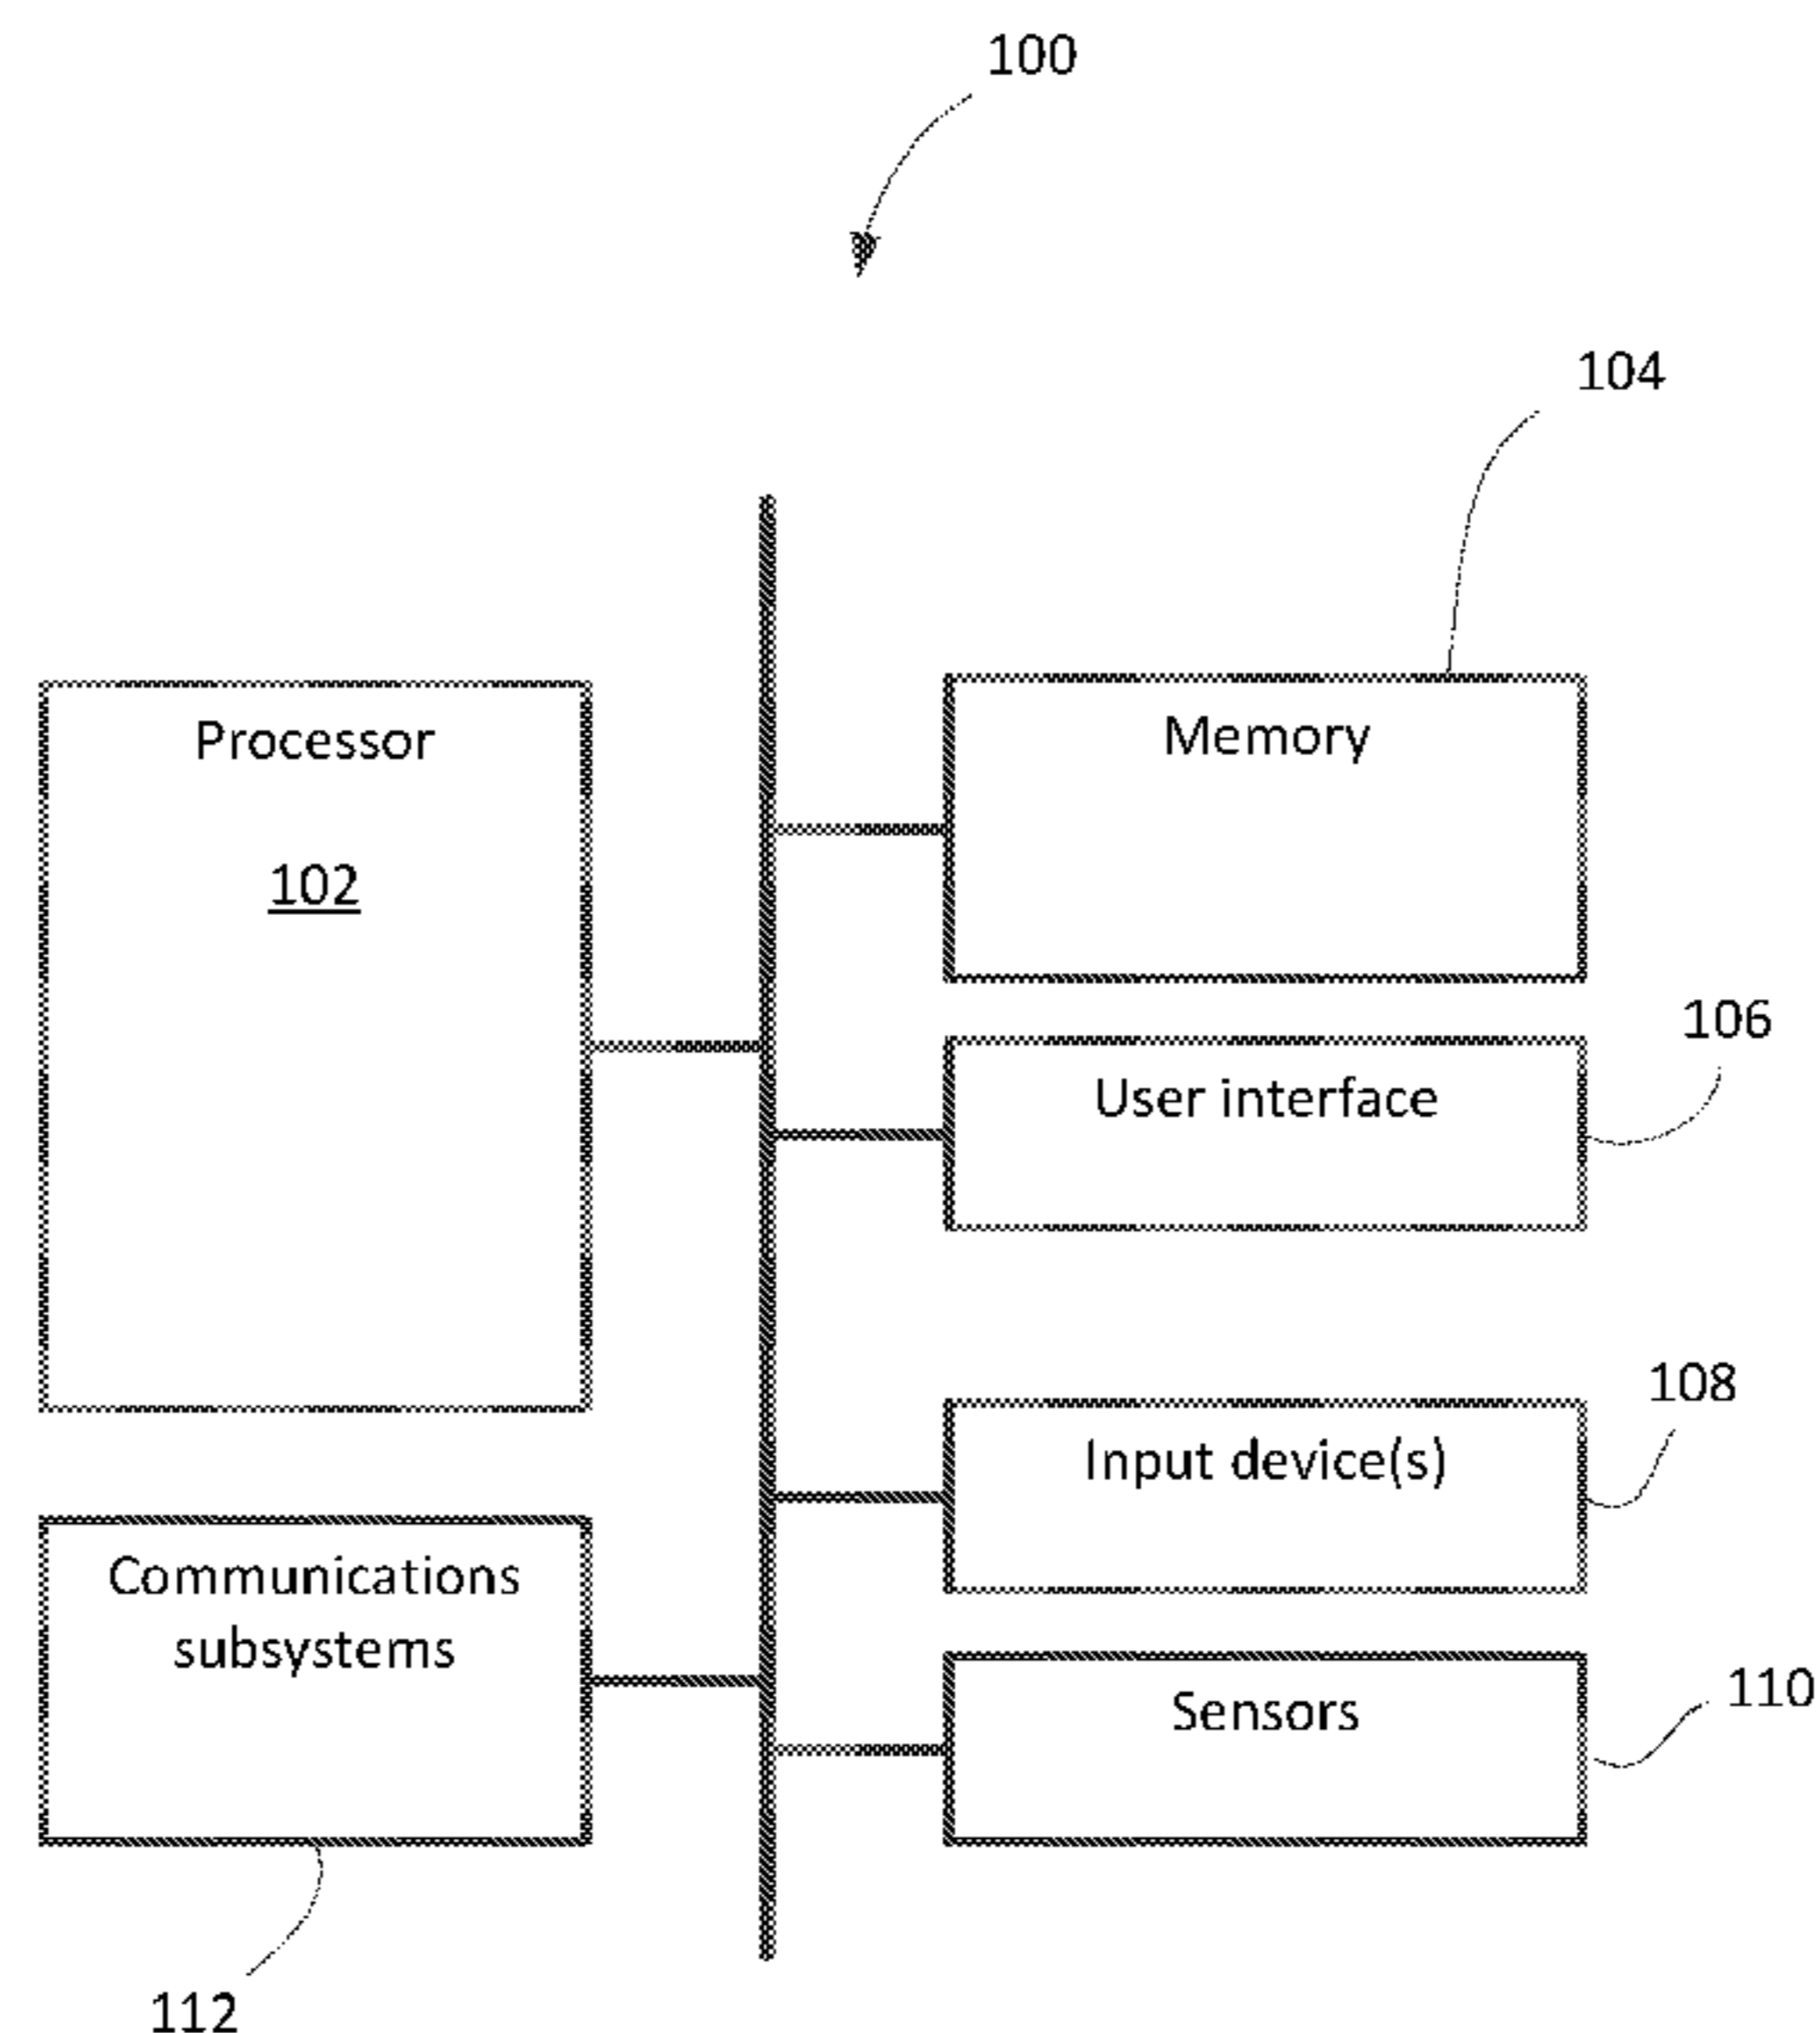 100
104
Processor
102
Memory
106
User interface
108
Input device(s)
Communications
subsystems
110
Sensors
112